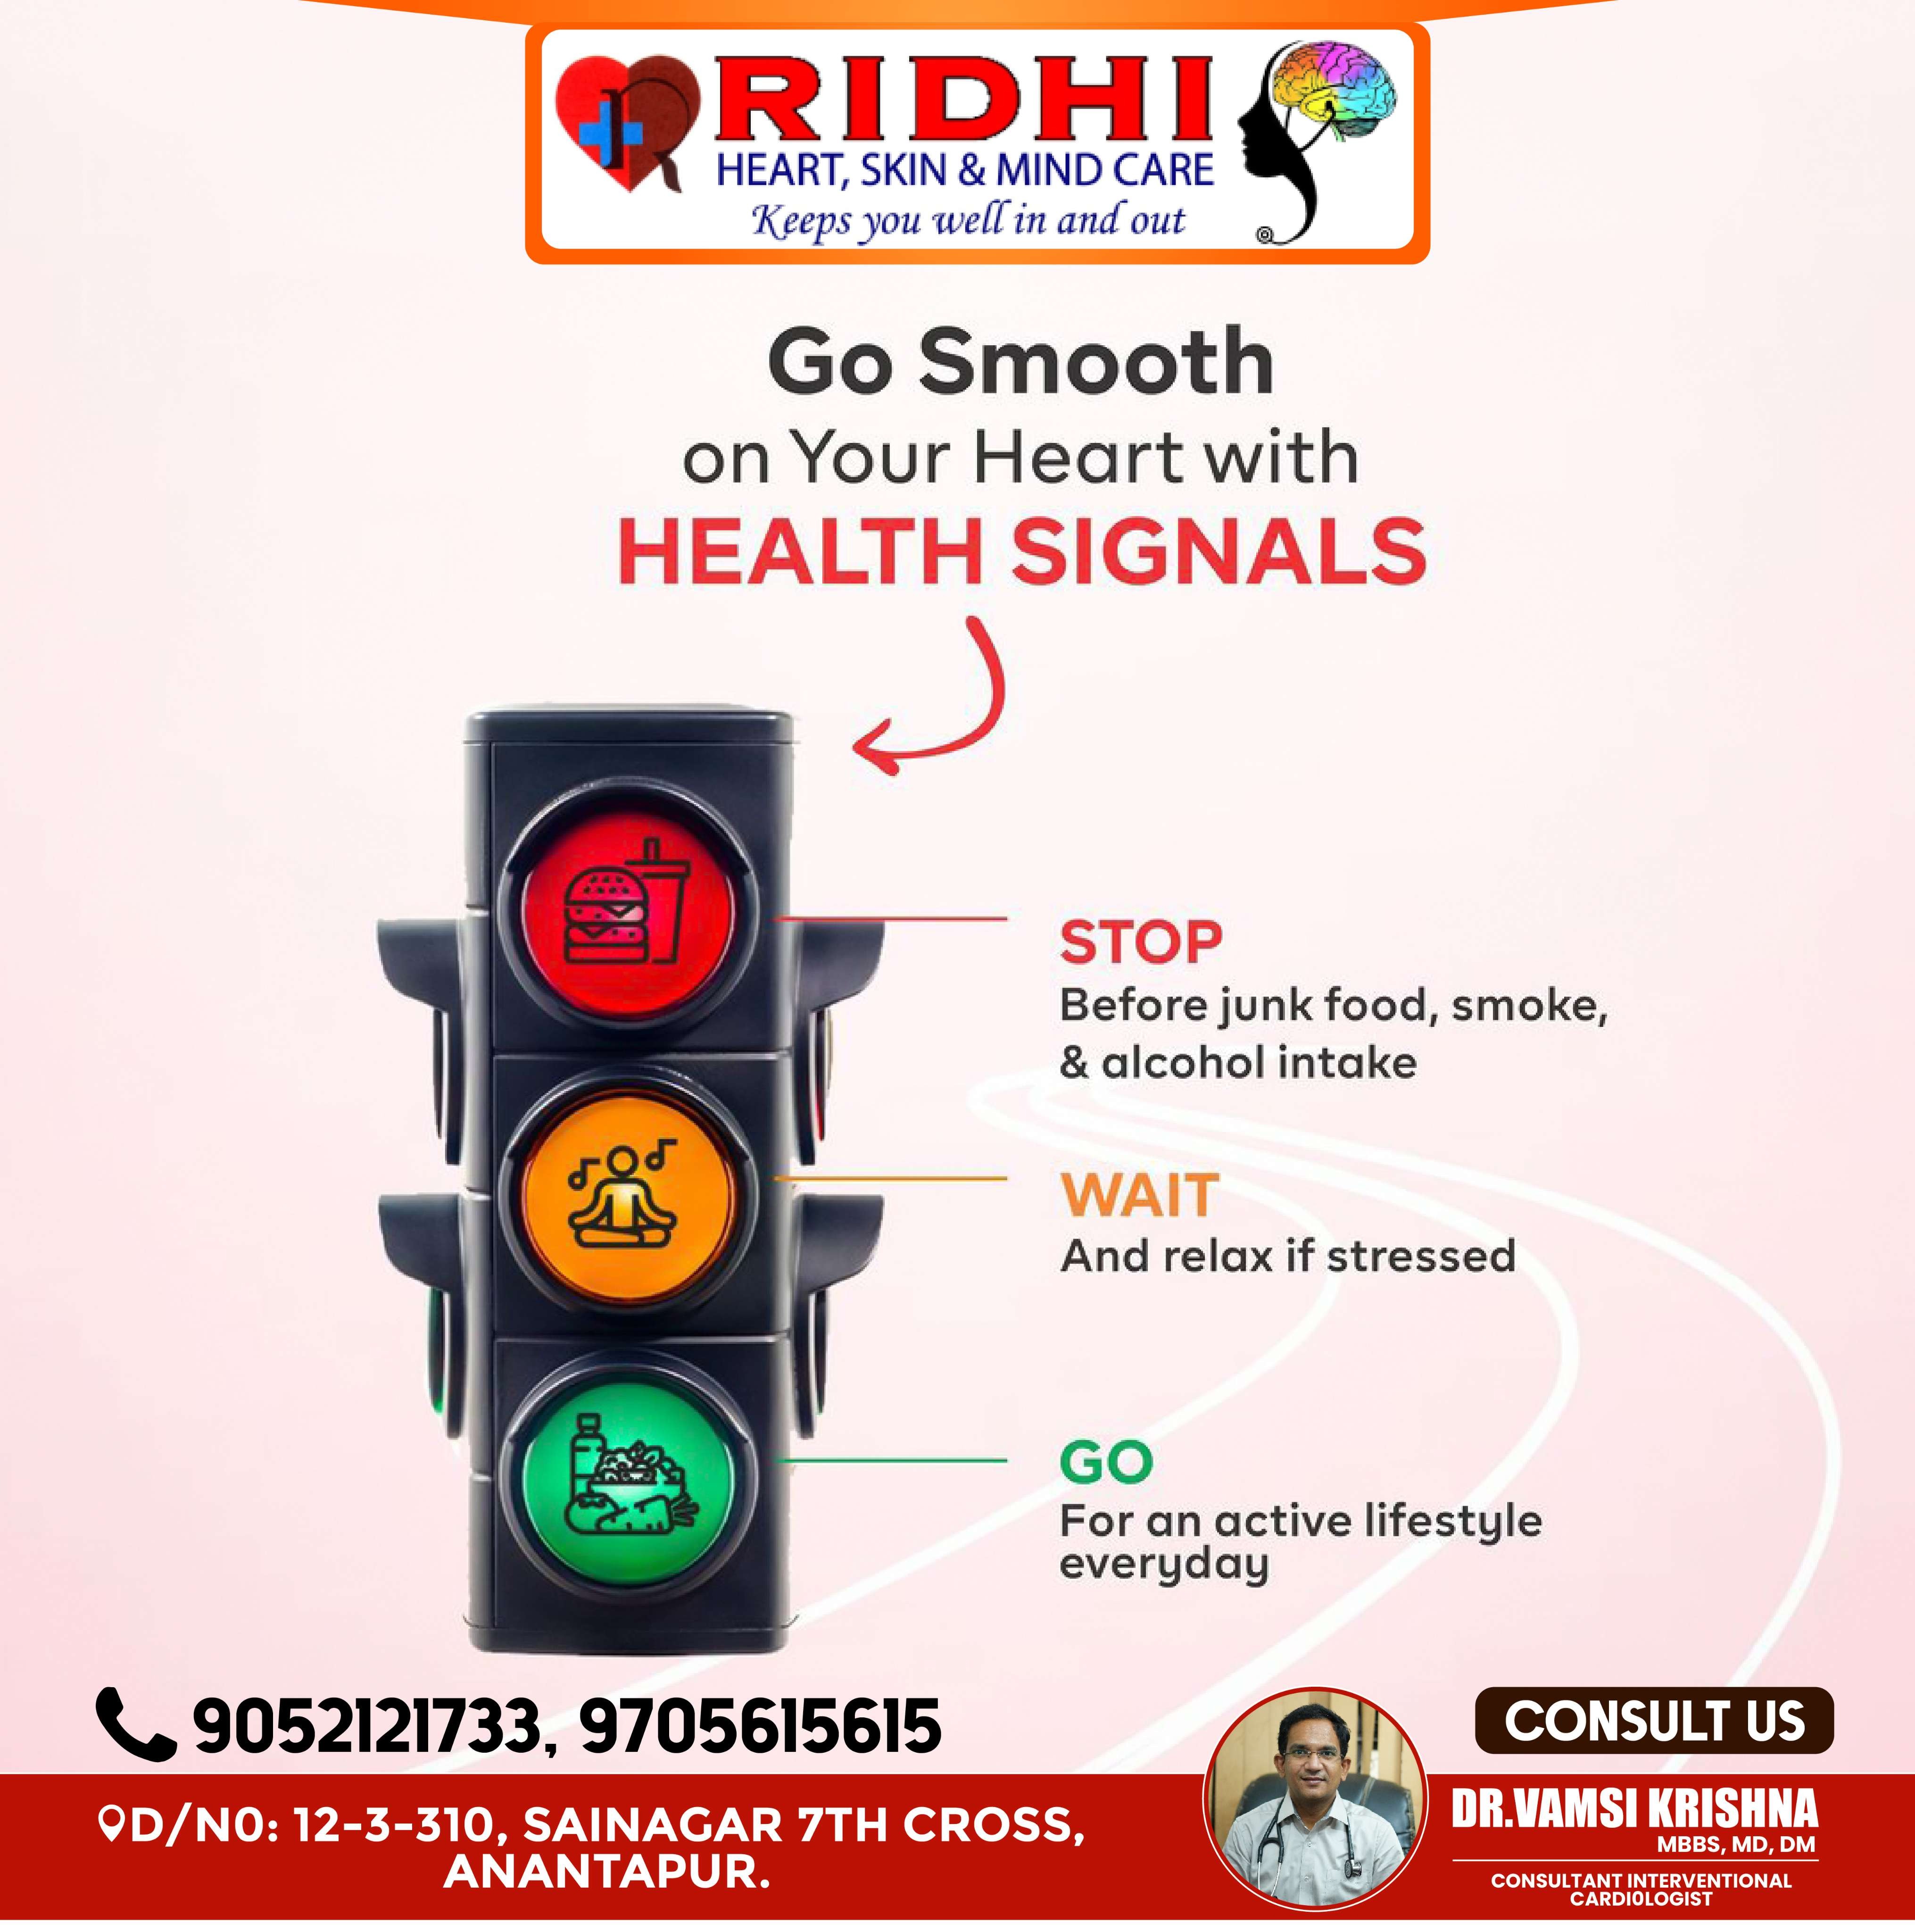 RIDHI
HEART, SKIN & MIND CARE
Keeps you well in and out
Go Smooth
on Your Heart with
HEALTH SIGNALS
STOP
Before junk food, smoke,
& alcohol intake
WAIT
And relax if stressed
GO
For an active lifestyle
everyday
9052121733, 9705615615
D/N0: 12-3-310, SAINAGAR 7TH CROSS,
ANANTAPUR.
CONSULT US
DR.VAMSI KRISHNA
MBBS, MD, DM
CONSULTANT INTERVENTIONAL
CARDI0LOGIST